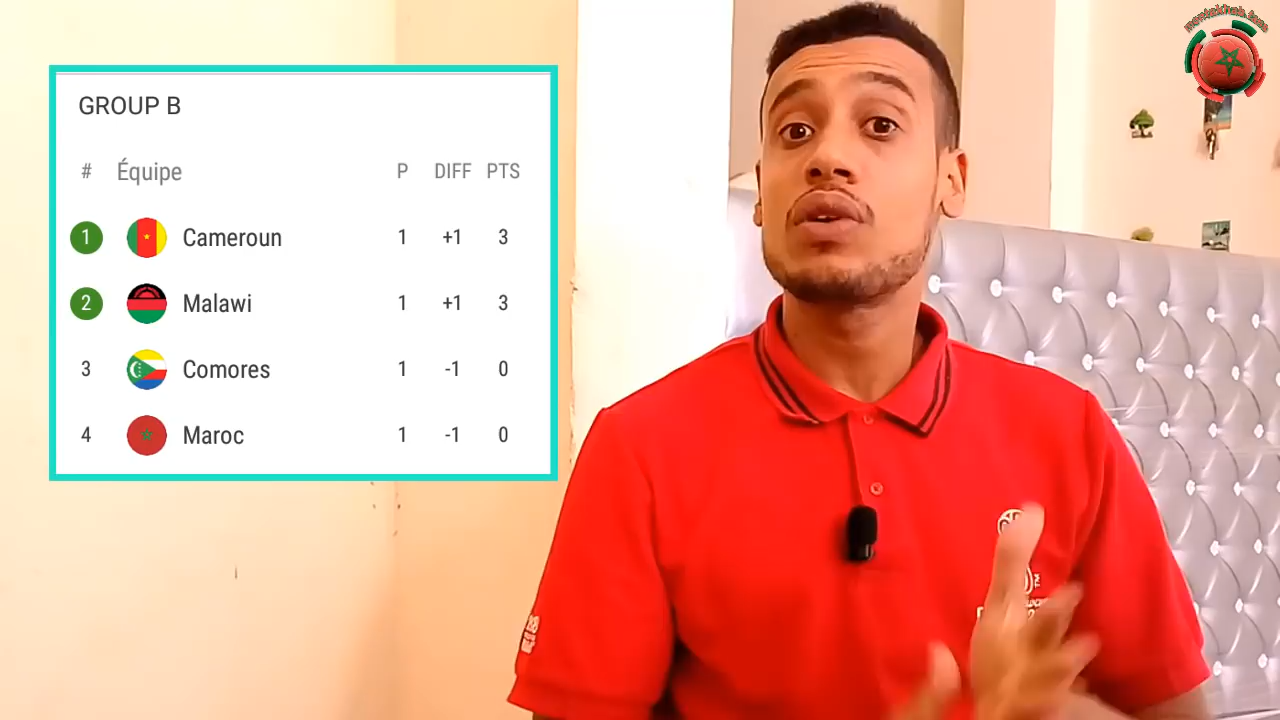 GROUP B
# Équipe P DIFF PTS
1 Cameroun 1 +1 3
2 Malawi 1 +1 3
3 Comores 1 -1 0
4 Maroc 1 -1 0
TM